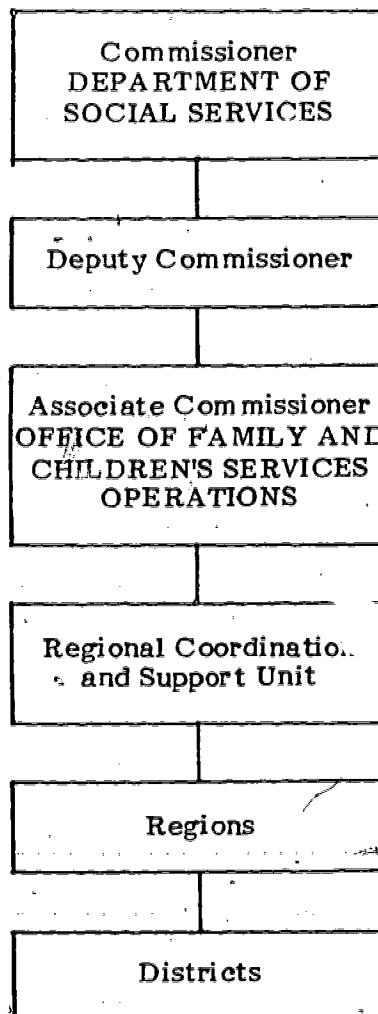 Commissioner
DEPARTMENT OF
SOCIAL SERVICES
Deputy Commissioner
Associate Commissioner
OFFICE OF FAMILY AND
CHILDREN'S SERVICES
OPERATIONS
Regional Coordinatio
and Support Unit
Regions
Districts